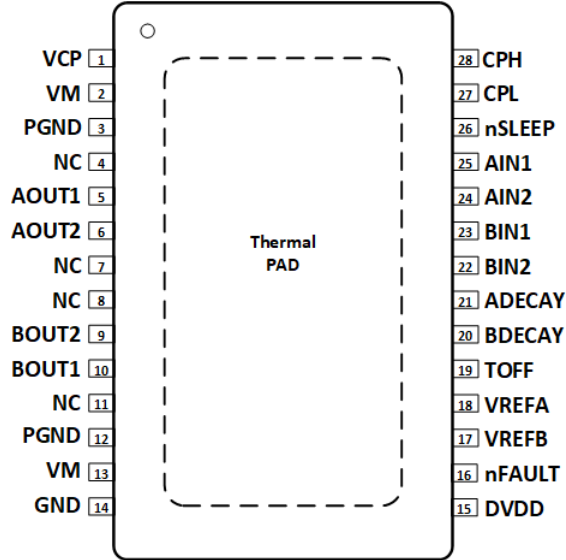 VCP 1
VM 2
PGND 3
NC 4
AOUT1 5
AOUT2 6
NC 7
NC 8
BOUT2 9
BOUT1 10
NC 11
PGND 12
VM 13
GND 14
Thermal
PAD
28 CPH
27 CPL
26 nSLEEP
25 AIN1
24 AIN2
23 BIN1
22 BIN2
21 ADECAY
20 BDECAY
19 TOFF
18 VREFA
17 VREFB
16 nFAULT
15 DVDD